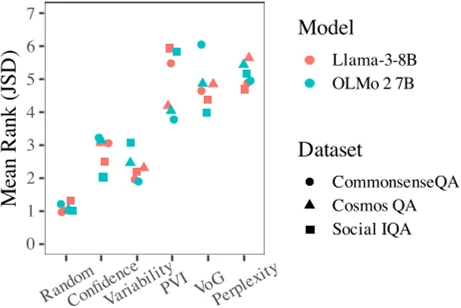 Mean Rank (JSD)
7
6
5
4
3
2
1
0
Random
Confidence
Variability
PVI
VoG
Perplexity
Model
Llama-3-8B
OLMo 2 7B
Dataset
CommonsenseQA
Cosmos QA
Social IQA